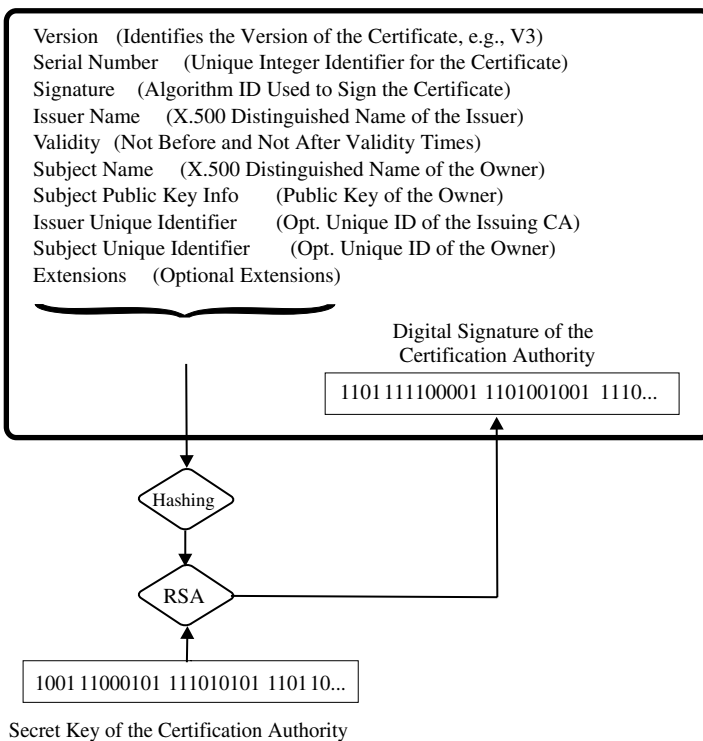 Version (Identifies the Version of the Certificate, e.g., V3)
Serial Number (Unique Integer Identifier for the Certificate)
Signature (Algorithm ID Used to Sign the Certificate)
Issuer Name (X.500 Distinguished Name of the Issuer)
Validity (Not Before and Not After Validity Times)
Subject Name (X.500 Distinguished Name of the Owner)
Subject Public Key Info (Public Key of the Owner)
Issuer Unique Identifier (Opt. Unique ID of the Issuing CA)
Subject Unique Identifier (Opt. Unique ID of the Owner)
Extensions (Optional Extensions)
Digital Signature of the
Certification Authority
1101 111100001 1101001001 1110...
Hashing
RSA
1001 11000101 111010101 110110...
Secret Key of the Certification Authority